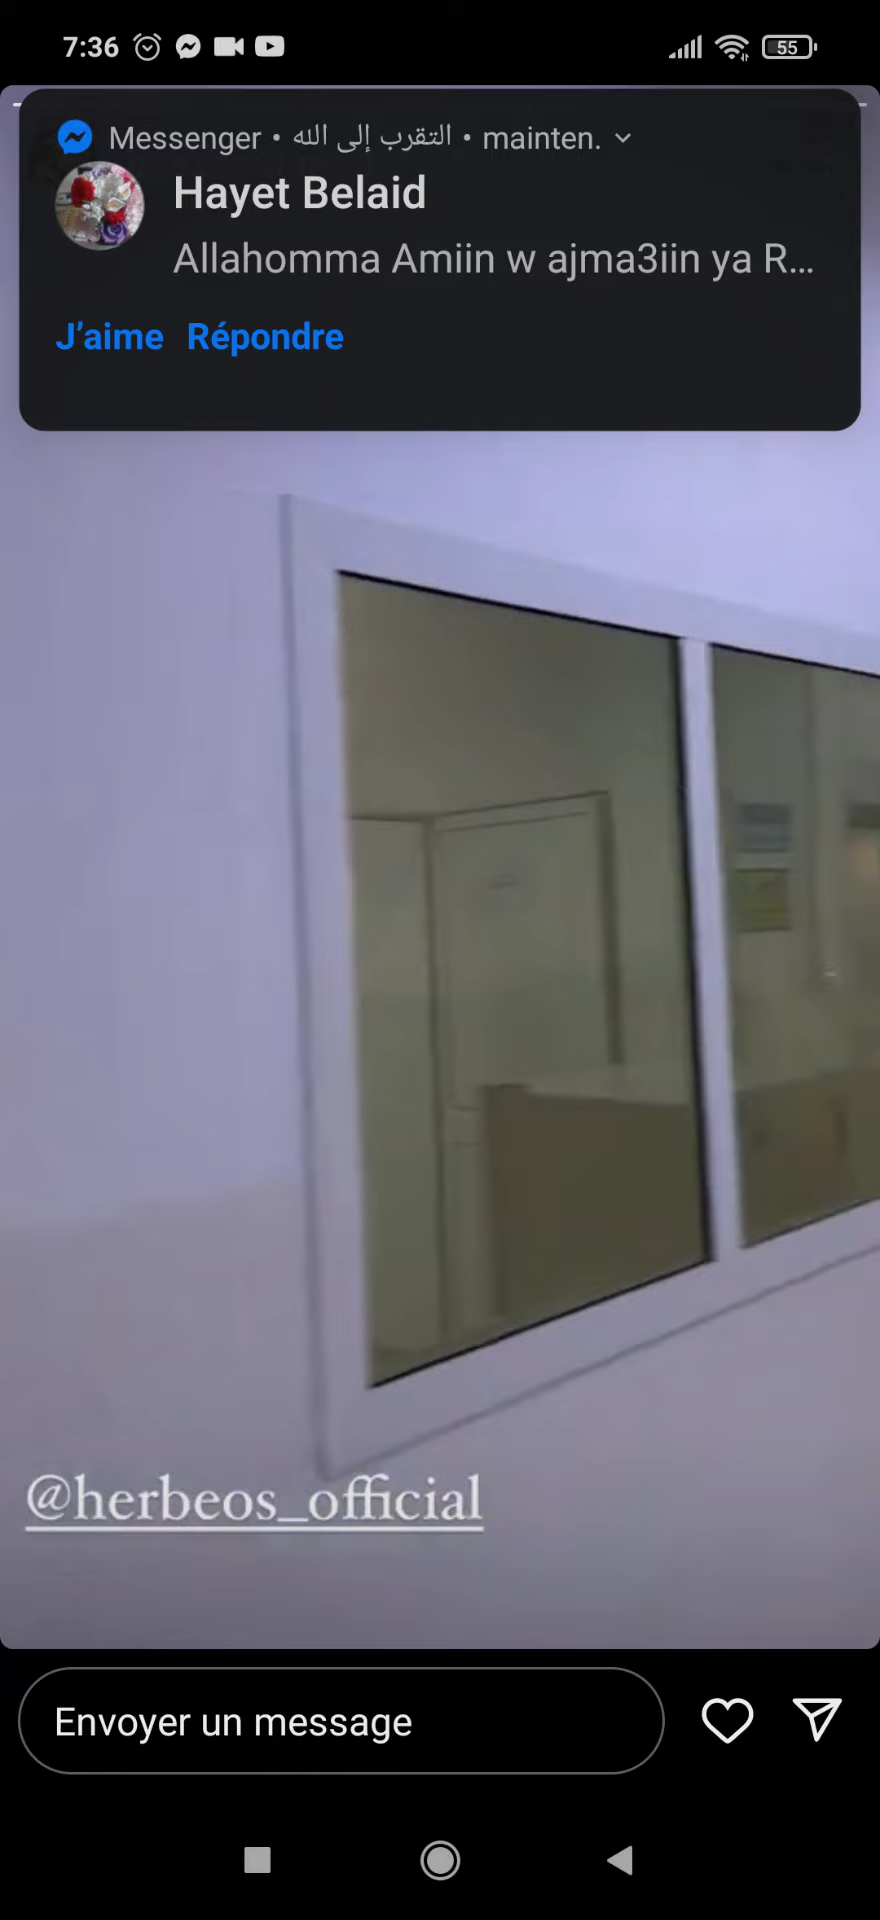 7:36 55
Messenger • التقرب إلى الله • mainten.
Hayet Belaid
Allahomma Amiin w ajma3iin ya R...
J’aime Répondre
@herbeos_official
Envoyer un message